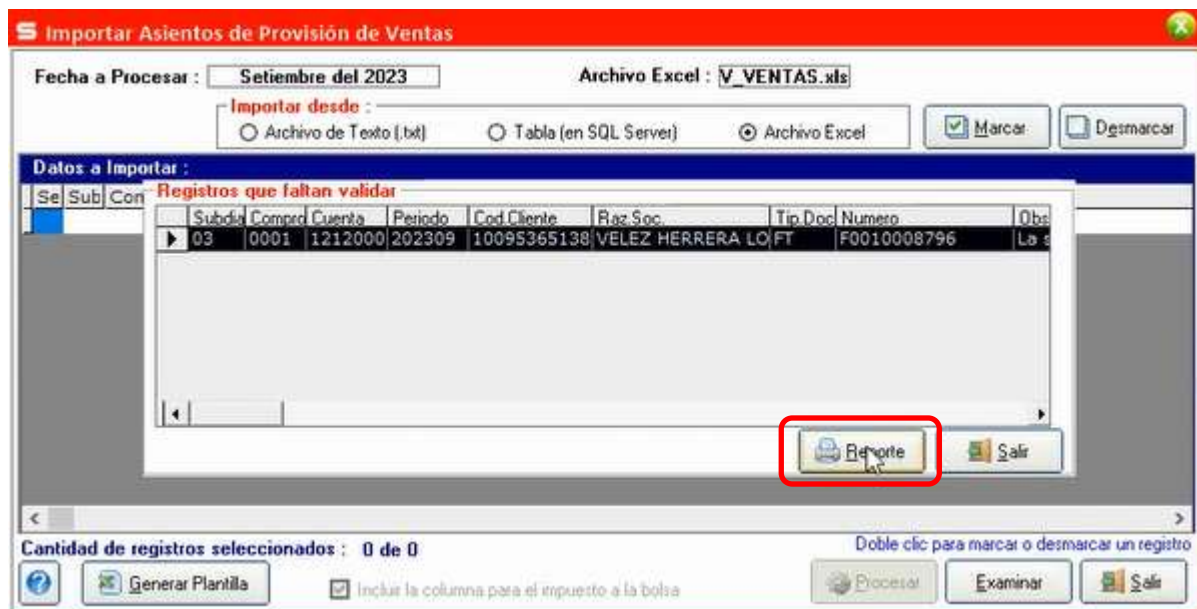 Importar Asientos de Provisión de Ventas
Fecha a Procesar : Setiembre del 2023 Archivo Excel : V_VENTAS.xls
Importar desde :
Archivo de Texto (.txt) Tabla (en SQL Server) Archivo Excel Marcar Desmarcar
Datos a Importar :
Se Sub Con
Registros que faltan validar
Subdia Compro Cuenta Periodo Cod.Cliente Raz.Soc. Tip.Doc Numero Obs
03 0001 1212000 202309 10095365138 VELEZ HERRERA LO FT F0010008796 La s
Reporte Salir
Cantidad de registros seleccionados : 0 de 0 Doble clic para marcar o desmarcar un registro
Generar Plantilla Incluir la columna para el impuesto a la bolsa Procesar Examinar Salir